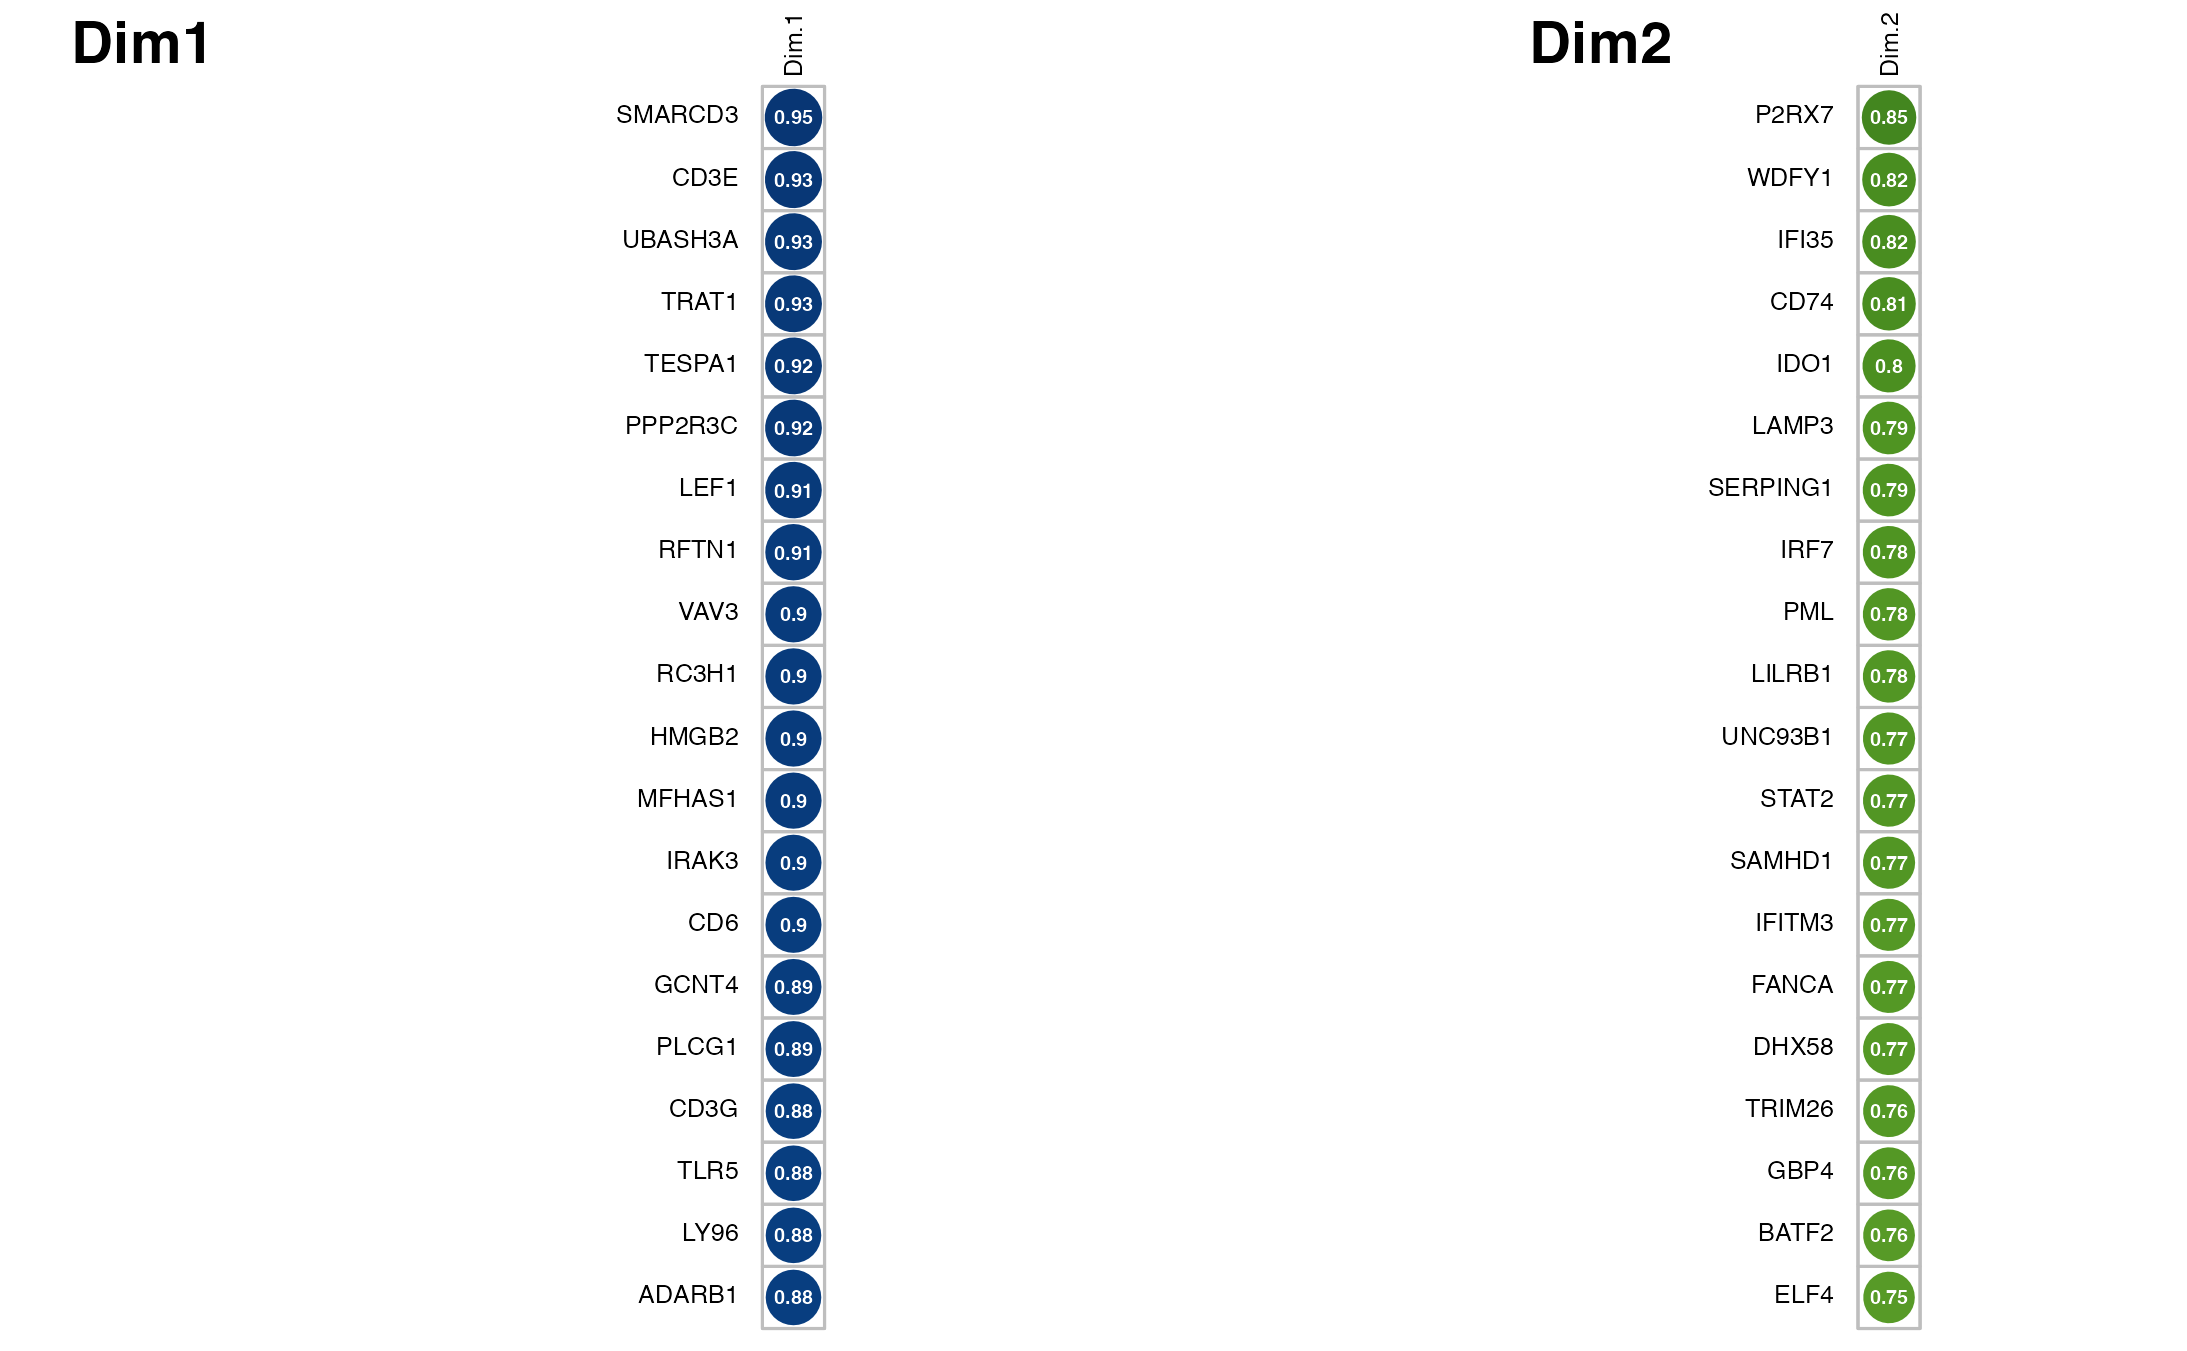 Dim1
Dim.1
SMARCD3 0.95
CD3E 0.93
UBASH3A 0.93
TRAT1 0.93
TESPA1 0.92
PPP2R3C 0.92
LEF1 0.91
RFTN1 0.91
VAV3 0.9
RC3H1 0.9
HMGB2 0.9
MFHAS1 0.9
IRAK3 0.9
CD6 0.9
GCNT4 0.89
PLCG1 0.89
CD3G 0.88
TLR5 0.88
LY96 0.88
ADARB1 0.88
Dim2
Dim.2
P2RX7 0.85
WDFY1 0.82
IFI35 0.82
CD74 0.81
IDO1 0.8
LAMP3 0.79
SERPING1 0.79
IRF7 0.78
PML 0.78
LILRB1 0.78
UNC93B1 0.77
STAT2 0.77
SAMHD1 0.77
IFITM3 0.77
FANCA 0.77
DHX58 0.77
TRIM26 0.76
GBP4 0.76
BATF2 0.76
ELF4 0.75